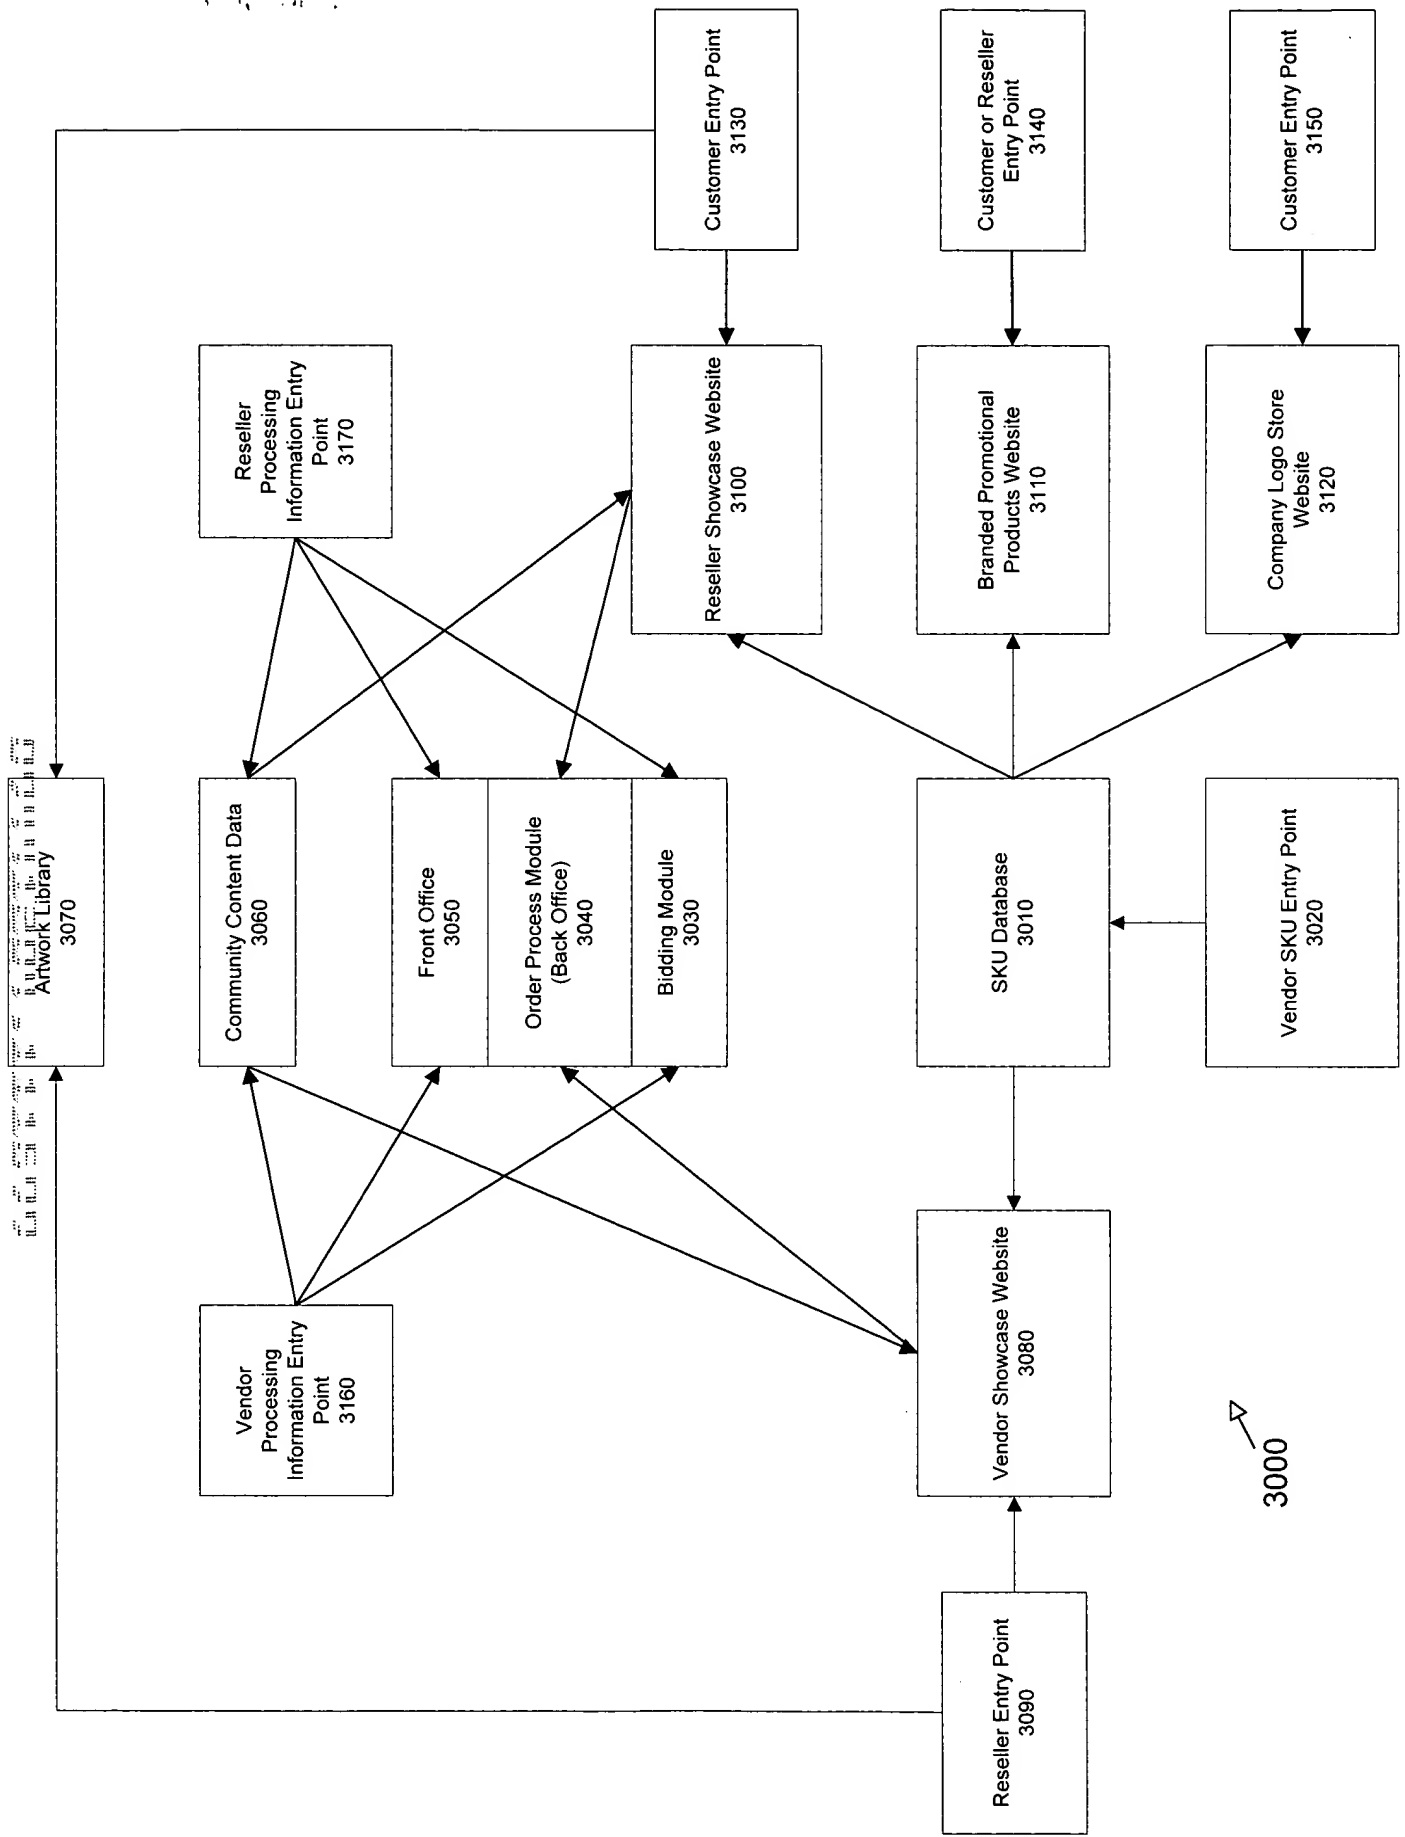 Artwork Library
3070
Vendor
Processing
Information Entry
Point
3160
Community Content Data
3060
Reseller
Processing
Information Entry
Point
3170
Front Office
3050
Order Process Module
(Back Office)
3040
Bidding Module
3030
Reseller Showcase Website
3100
Customer Entry Point
3130
Reseller Entry Point
3090
Vendor Showcase Website
3080
SKU Database
3010
Branded Promotional
Products Website
3110
Customer or Reseller
Entry Point
3140
3000
Vendor SKU Entry Point
3020
Company Logo Store
Website
3120
Customer Entry Point
3150